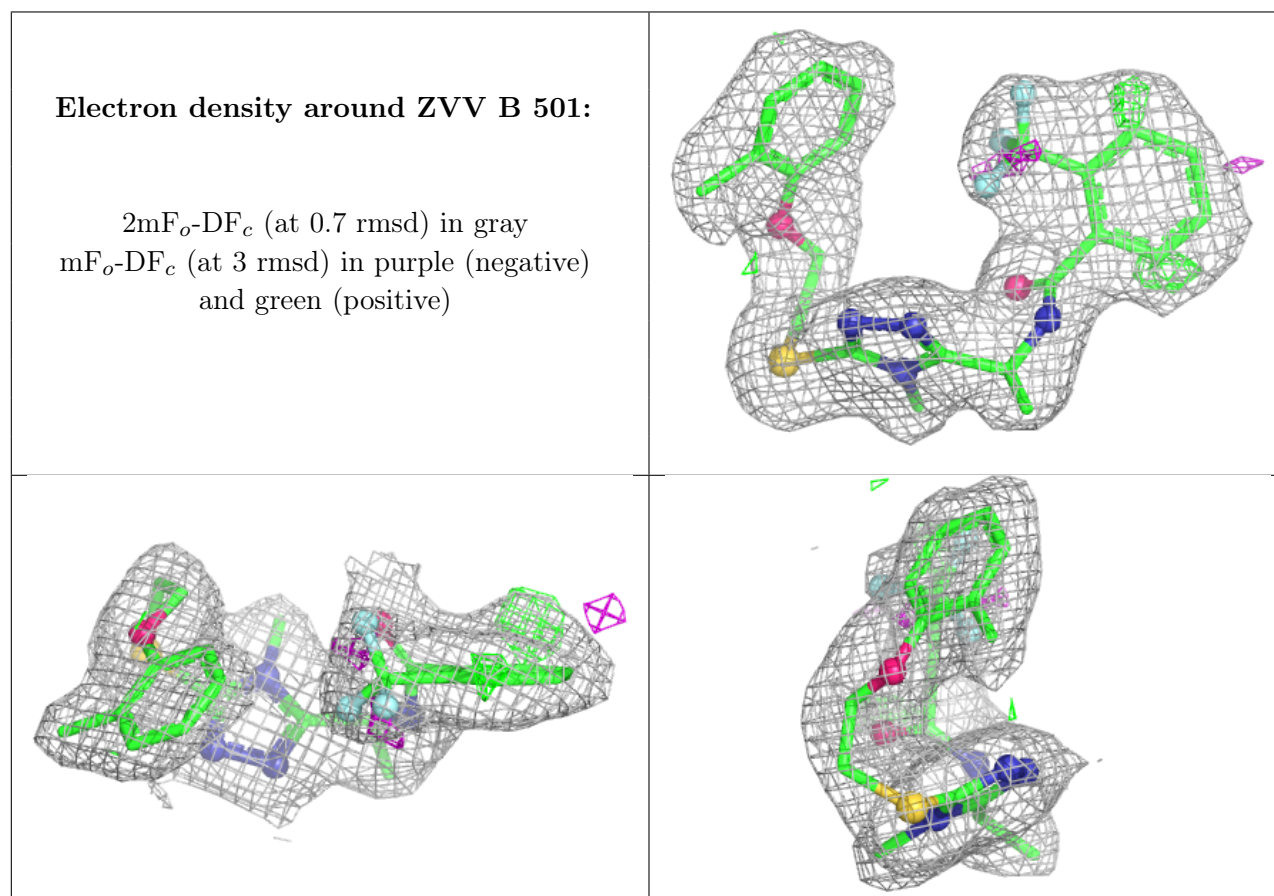 Electron density around ZVV B 501:
2mFo-DFc (at 0.7 rmsd) in gray
mFo-DFc (at 3 rmsd) in purple (negative)
and green (positive)